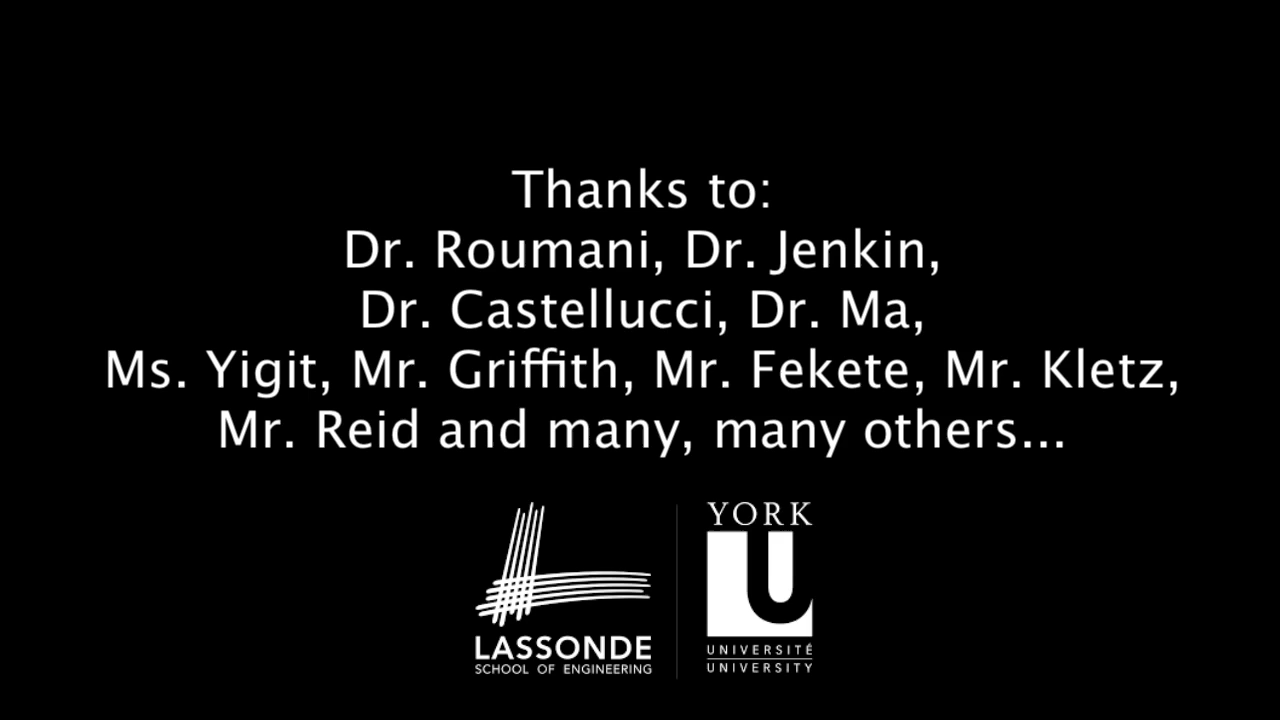 Thanks to:
Dr. Roumani, Dr. Jenkin,
Dr. Castellucci, Dr. Ma,
Ms. Yigit, Mr. Griffith, Mr. Fekete, Mr. Kletz,
Mr. Reid and many, many others...
LASSONDE
SCHOOL OF ENGINEERING
YORK
U
UNIVERSITÉ
UNIVERSITY